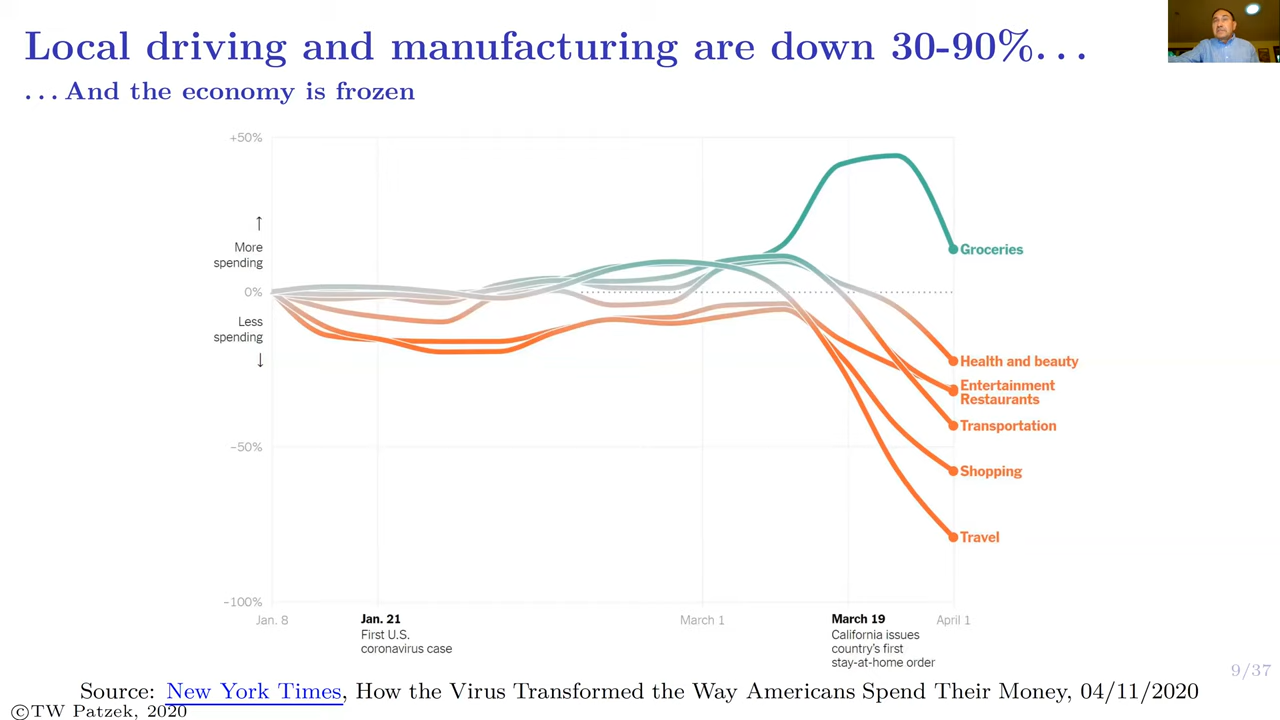 Local driving and manufacturing are down 30-90%...
...And the economy is frozen
+50%
↑
More
spending
0%
Less
spending
↓
-50%
-100%
Groceries
Health and beauty
Entertainment
Restaurants
Transportation
Shopping
Travel
Jan. 8
Jan. 21
First U.S.
coronavirus case
March 1
March 19
California issues
country's first
stay-at-home order
April 1
9/37
Source: New York Times, How the Virus Transformed the Way Americans Spend Their Money, 04/11/2020
©TW Patzek, 2020